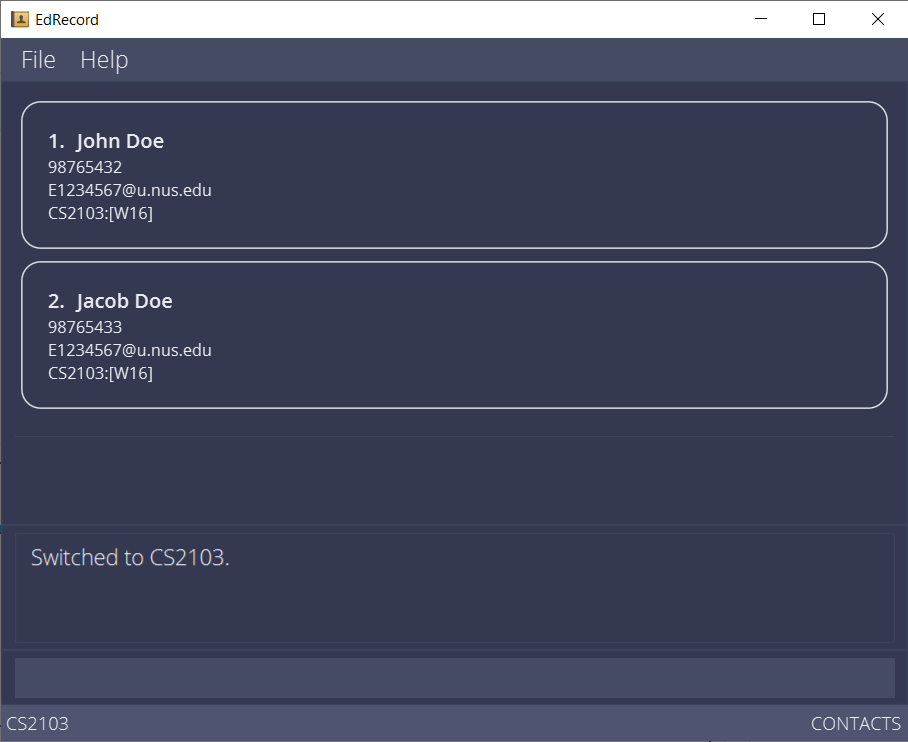 EdRecord
File Help
1. John Doe
98765432
E1234567@u.nus.edu
CS2103:[W16]
2. Jacob Doe
98765433
E1234567@u.nus.edu
CS2103:[W16]
Switched to CS2103.
CS2103 CONTACTS